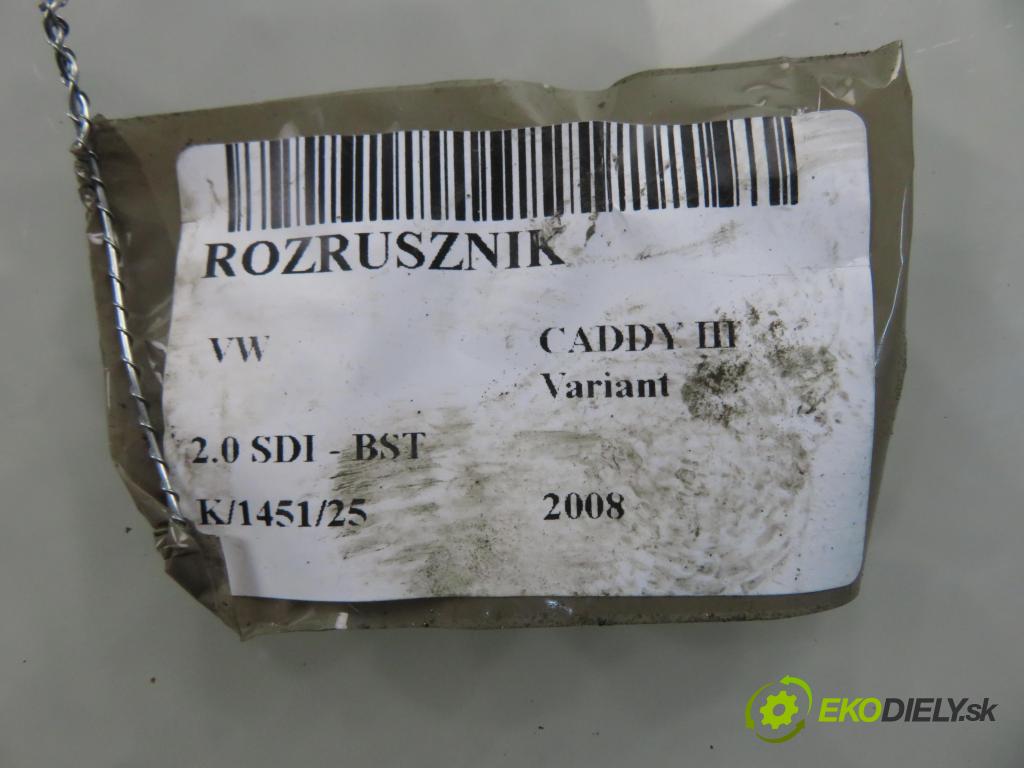 ROZRUSZNIK
VW CADDY III
Variant
2.0 SDI - BST
K/1451/25 2008
EKODIELY.sk